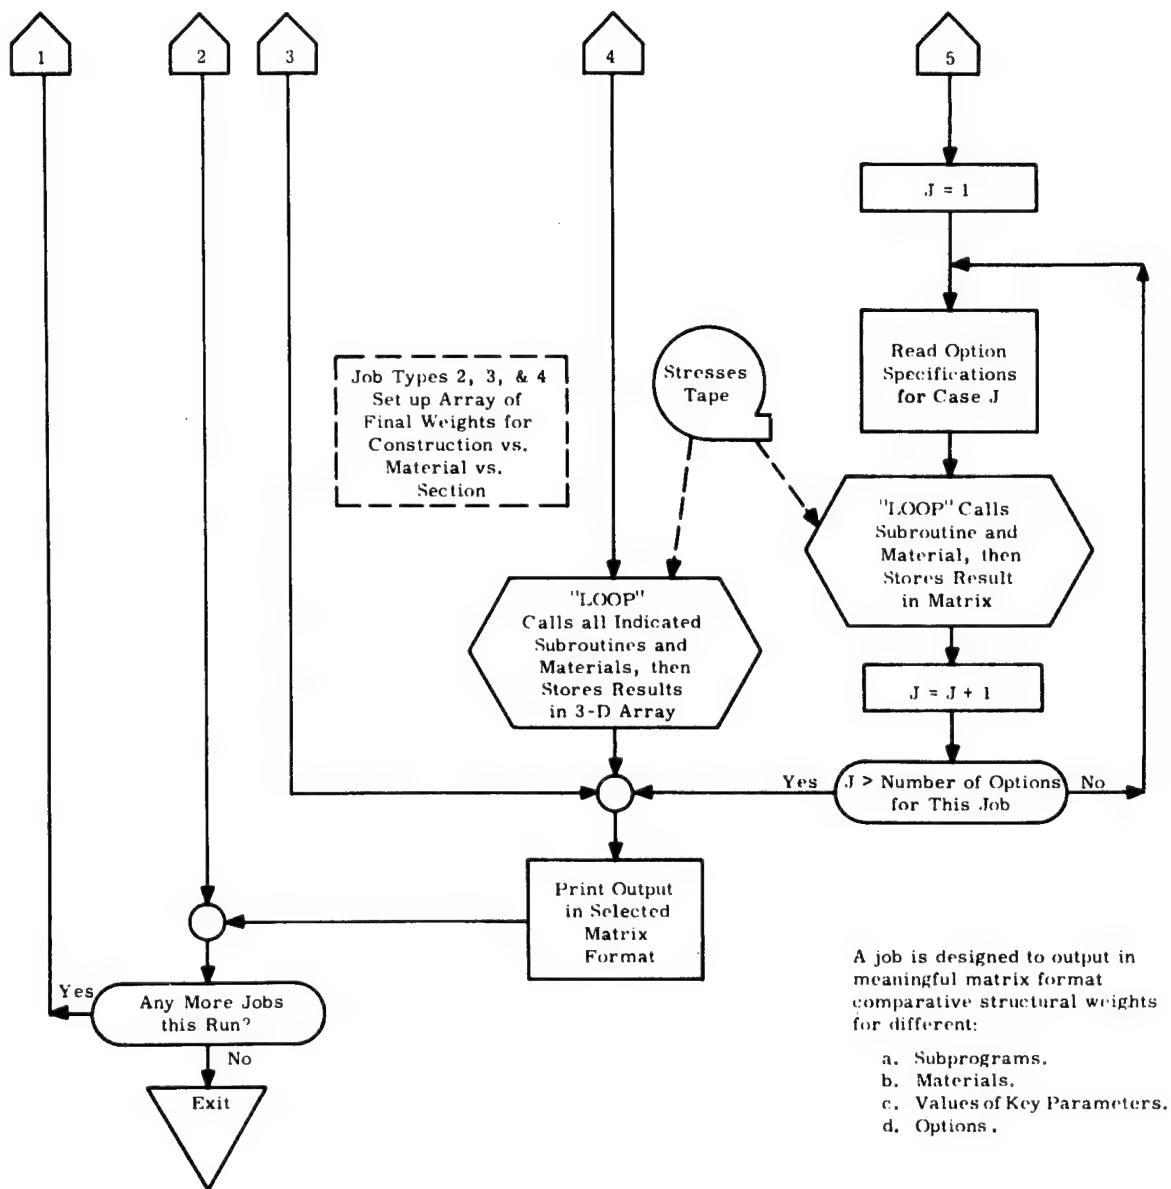 1
2
3
4
5
J = 1
Read Option
Specifications
for Case J
Stresses
Tape
Job Types 2, 3, & 4
Set up Array of
Final Weights for
Construction vs.
Material vs.
Section
"LOOP" Calls
Subroutine and
Material, then
Stores Result
in Matrix
"LOOP"
Calls all Indicated
Subroutines and
Materials, then
Stores Results
in 3-D Array
J = J + 1
Yes
J > Number of Options
for This Job
No
Print Output
in Selected
Matrix
Format
Yes
Any More Jobs
this Run?
No
Exit
A job is designed to output in
meaningful matrix format
comparative structural weights
for different:
a. Subprograms.
b. Materials.
c. Values of Key Parameters.
d. Options.